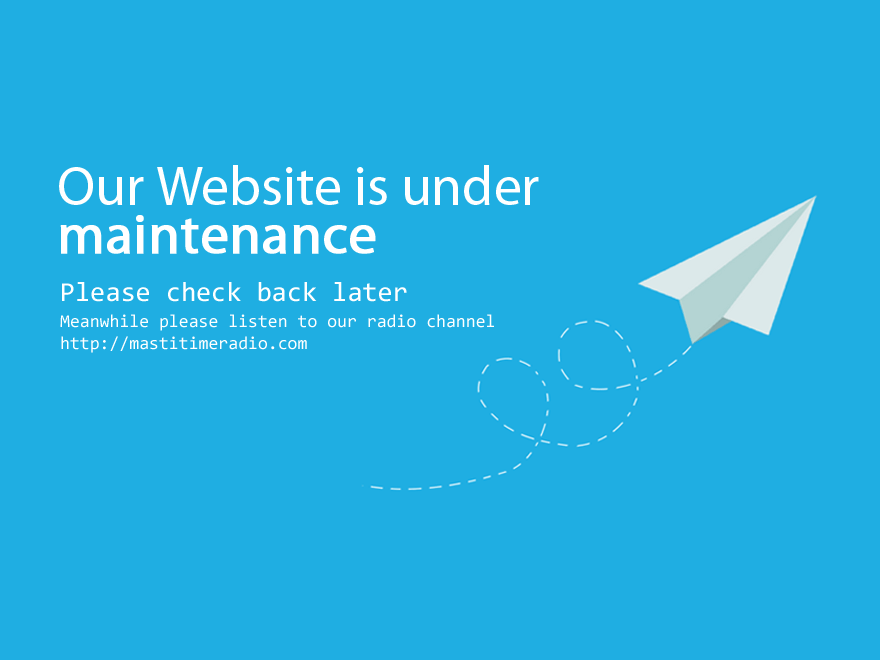 Our Website is under
maintenance
Please check back later
Meanwhile please listen to our radio channel
http://mastitimeradio.com